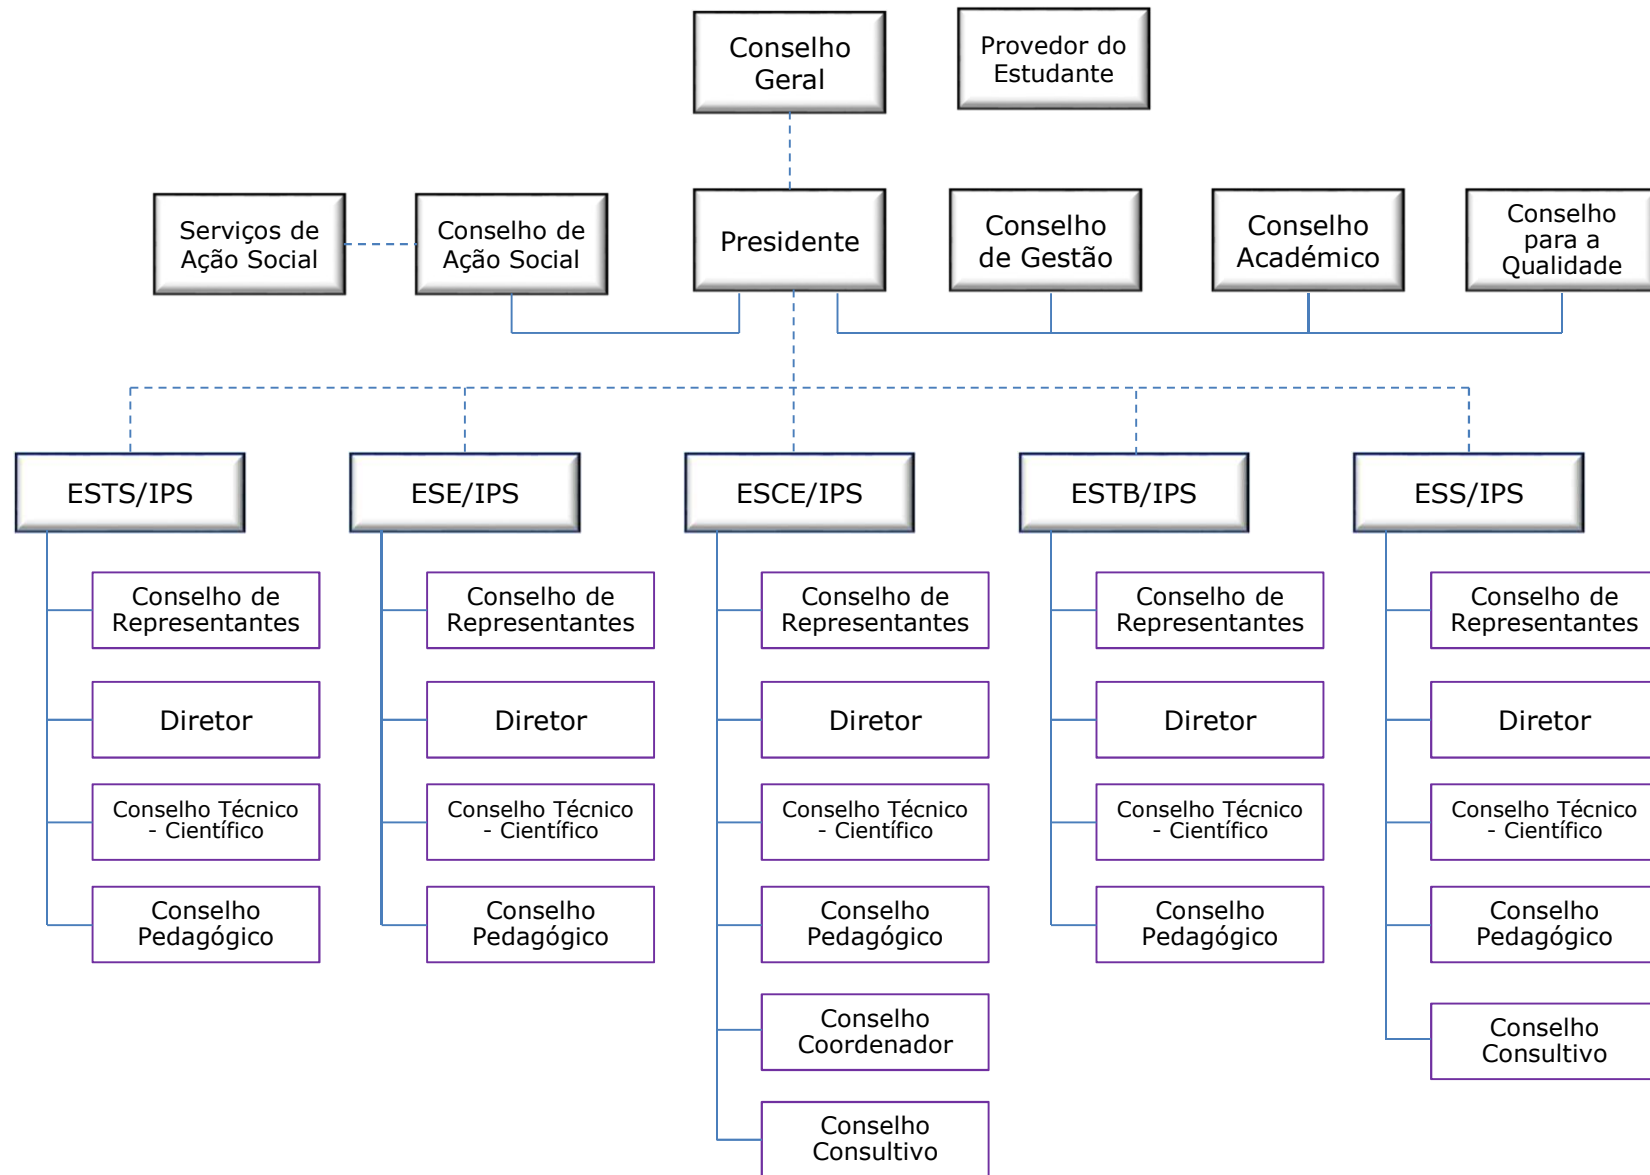 Conselho
Geral
Provedor do
Estudante
Serviços de
Ação Social
Conselho de
Ação Social
Presidente
Conselho
de Gestão
Conselho
Académico
Conselho
para a
Qualidade
ESTS/IPS
ESE/IPS
ESCE/IPS
ESTB/IPS
ESS/IPS
Conselho de
Representantes
Conselho de
Representantes
Conselho de
Representantes
Conselho de
Representantes
Conselho de
Representantes
Diretor
Diretor
Diretor
Diretor
Diretor
Conselho Técnico
- Científico
Conselho Técnico
- Científico
Conselho Técnico
- Científico
Conselho Técnico
- Científico
Conselho Técnico
- Científico
Conselho
Pedagógico
Conselho
Pedagógico
Conselho
Pedagógico
Conselho
Pedagógico
Conselho
Pedagógico
Conselho
Coordenador
Conselho
Consultivo
Conselho
Consultivo